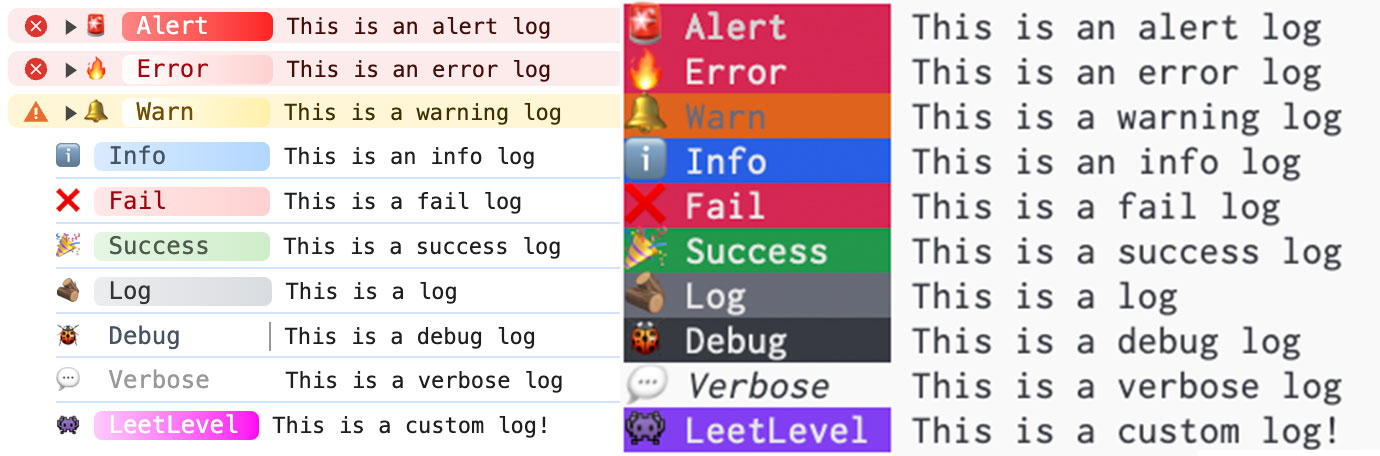 Alert This is an alert log
Error This is an error log
Warn This is a warning log
Info This is an info log
Fail This is a fail log
Success This is a success log
Log This is a log
Debug This is a debug log
Verbose This is a verbose log
LeetLevel This is a custom log!
Alert This is an alert log
Error This is an error log
Warn This is a warning log
Info This is an info log
Fail This is a fail log
Success This is a success log
Log This is a log
Debug This is a debug log
Verbose This is a verbose log
LeetLevel This is a custom log!